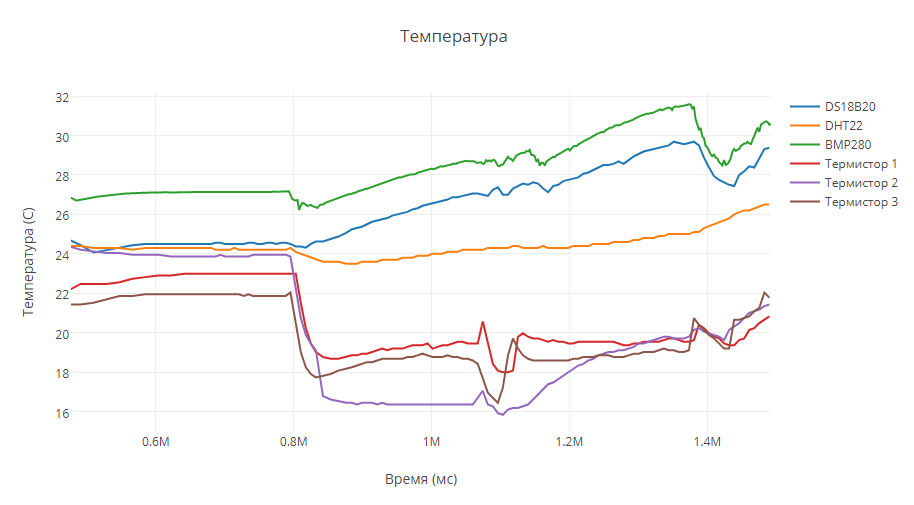 Температура
Температура (C)
32
30
28
26
24
22
20
18
16
0.6M
0.8M
1M
1.2M
1.4M
Время (мс)
DS18B20
DHT22
BMP280
Термистор 1
Термистор 2
Термистор 3